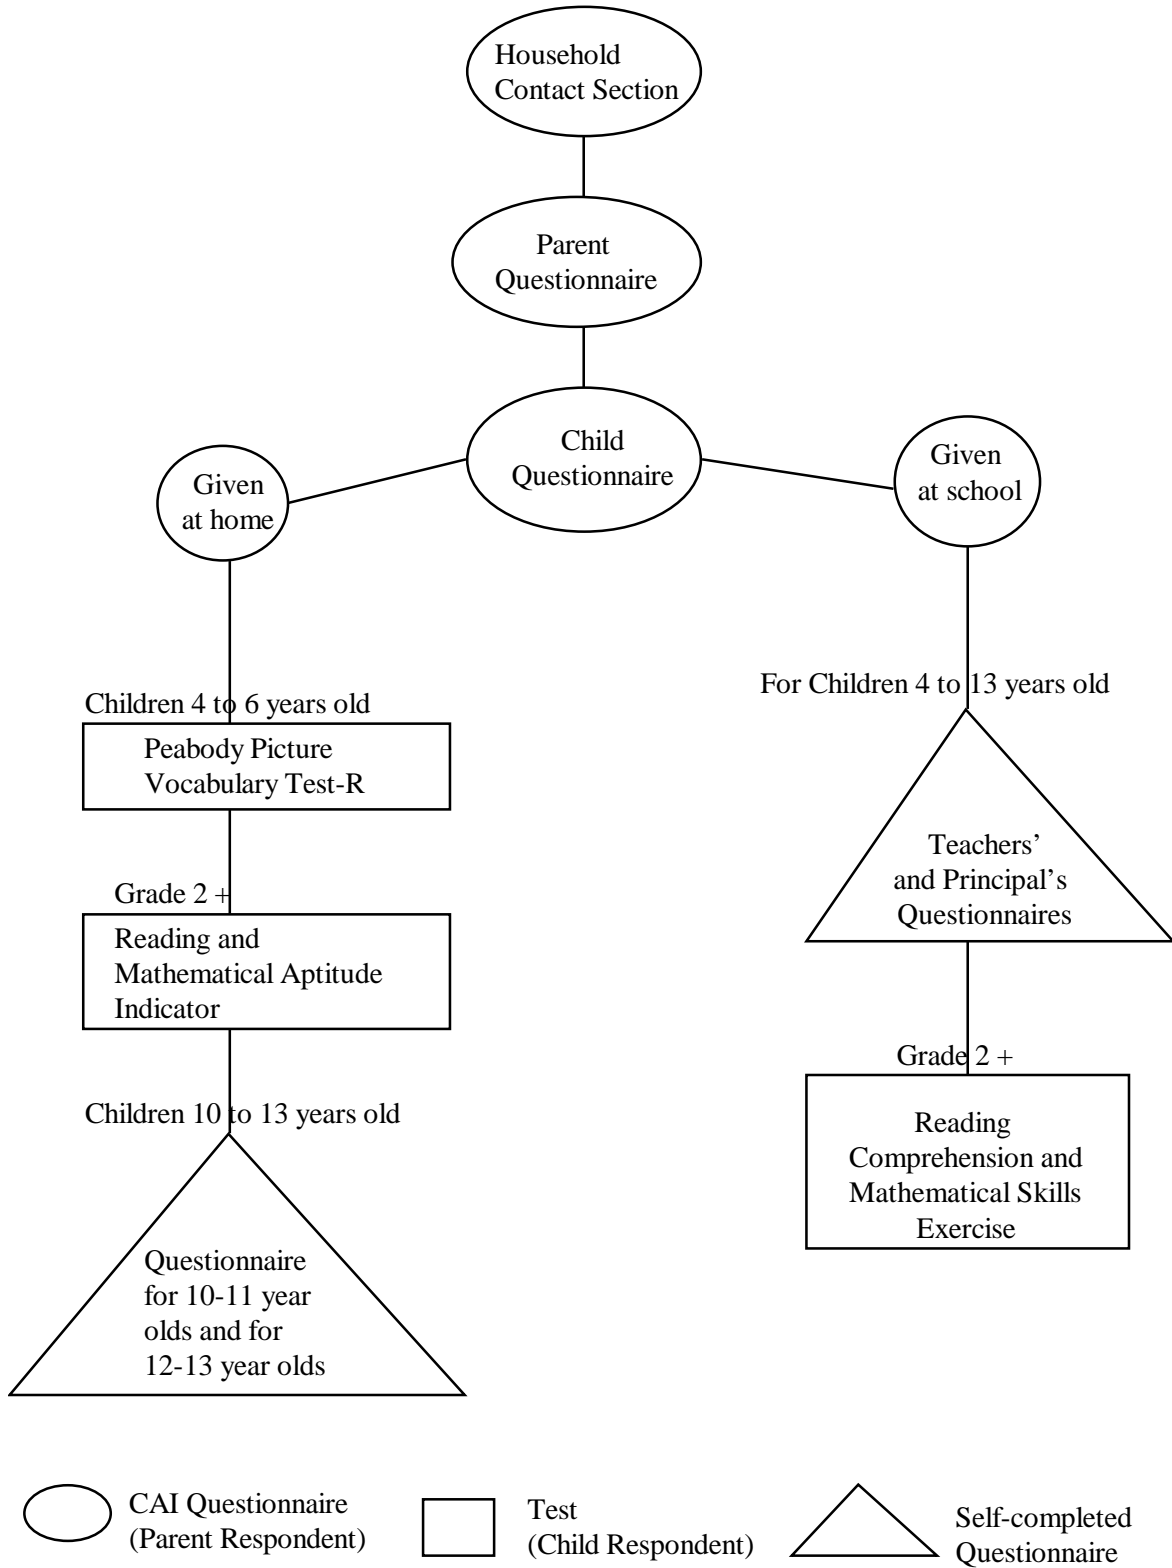 Household
Contact Section
Parent
Questionnaire
Child
Questionnaire
Given
at home
Given
at school
Children 4 to 6 years old
Peabody Picture
Vocabulary Test-R
Grade 2 +
Reading and
Mathematical Aptitude
Indicator
Children 10 to 13 years old
Questionnaire
for 10-11 year
olds and for
12-13 year olds
For Children 4 to 13 years old
Teachers’
and Principal’s
Questionnaires
Grade 2 +
Reading
Comprehension and
Mathematical Skills
Exercise
CAI Questionnaire
(Parent Respondent)
Test
(Child Respondent)
Self-completed
Questionnaire